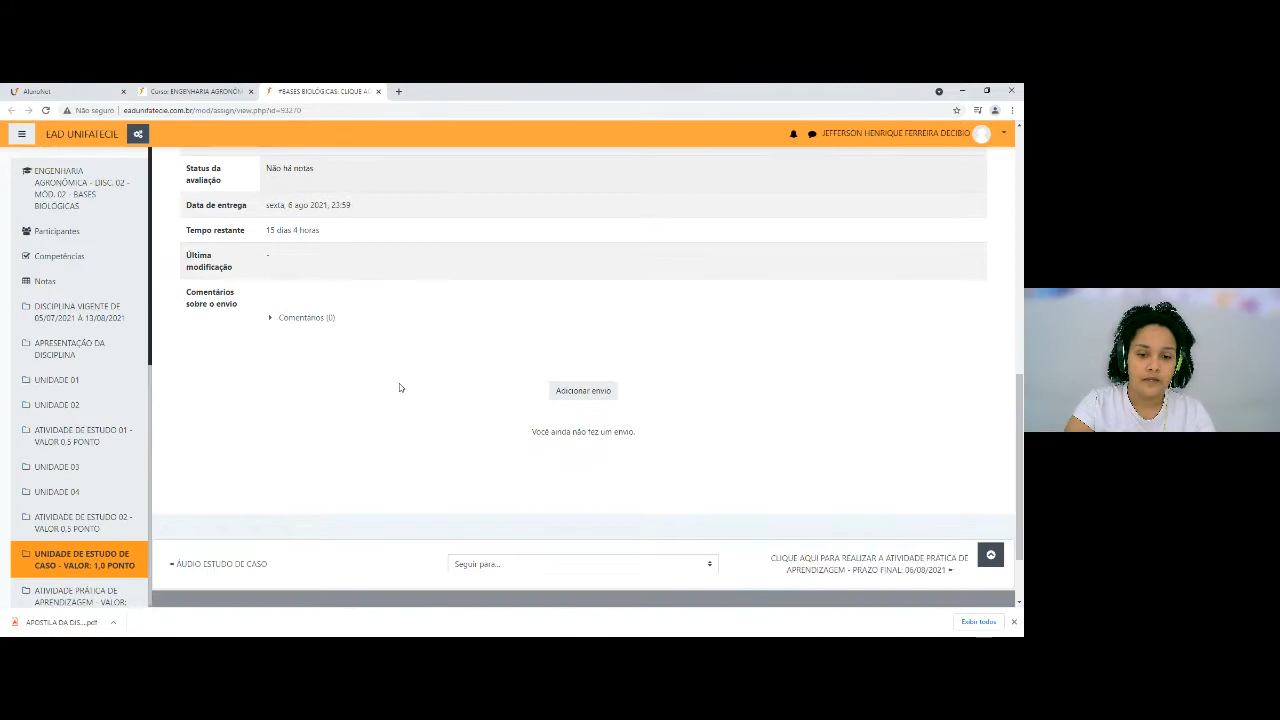 AlunoNet
Curso: ENGENHARIA AGRONÔM
*BASES BIOLÓGICAS: CLIQUE AC
Não seguro
eadunifatecie.com.br/mod/assign/view.php?id=93270
EAD UNIFATECIE
JEFFERSON HENRIQUE FERREIRA DECIBIO
ENGENHARIA
AGRONÔMICA - DISC. 02 -
MÓD. 02 - BASES
BIOLÓGICAS
Participantes
Competências
Notas
DISCIPLINA VIGENTE DE
05/07/2021 À 13/08/2021
APRESENTAÇÃO DA
DISCIPLINA
UNIDADE 01
UNIDADE 02
ATIVIDADE DE ESTUDO 01 -
VALOR 0,5 PONTO
UNIDADE 03
UNIDADE 04
ATIVIDADE DE ESTUDO 02 -
VALOR 0,5 PONTO
UNIDADE DE ESTUDO DE
CASO - VALOR: 1,0 PONTO
ATIVIDADE PRÁTICA DE
APRENDIZAGEM - VALOR:
Status da
avaliação
Não há notas
Data de entrega
sexta, 6 ago 2021, 23:59
Tempo restante
15 dias 4 horas
Última
modificação
-
Comentários
sobre o envio
Comentários (0)
Adicionar envio
Você ainda não fez um envio.
ÁUDIO ESTUDO DE CASO
Seguir para...
CLIQUE AQUI PARA REALIZAR A ATIVIDADE PRÁTICA DE
APRENDIZAGEM - PRAZO FINAL: 06/08/2021
APOSTILA DA DIS....pdf
Exibir todos